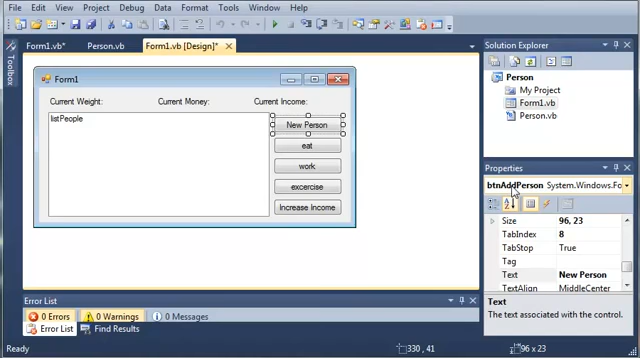 File Edit View Project Build Debug Data Format Tools Window Help
Form1.vb* Person.vb Form1.vb [Design]*
Toolbox
Form1
Current Weight: Current Money: Current Income:
listPeople
New Person
eat
work
excercise
Increase Income
Solution Explorer
Person
My Project
Form1.vb
Person.vb
Properties
btnAddPerson System.Windows.Fo
Size 96, 23
TabIndex 8
TabStop True
Tag
Text New Person
TextAlign MiddleCenter
Text
The text associated with the control.
Error List
0 Errors 0 Warnings 0 Messages
Error List Find Results
Ready 330 , 41 96 x 23